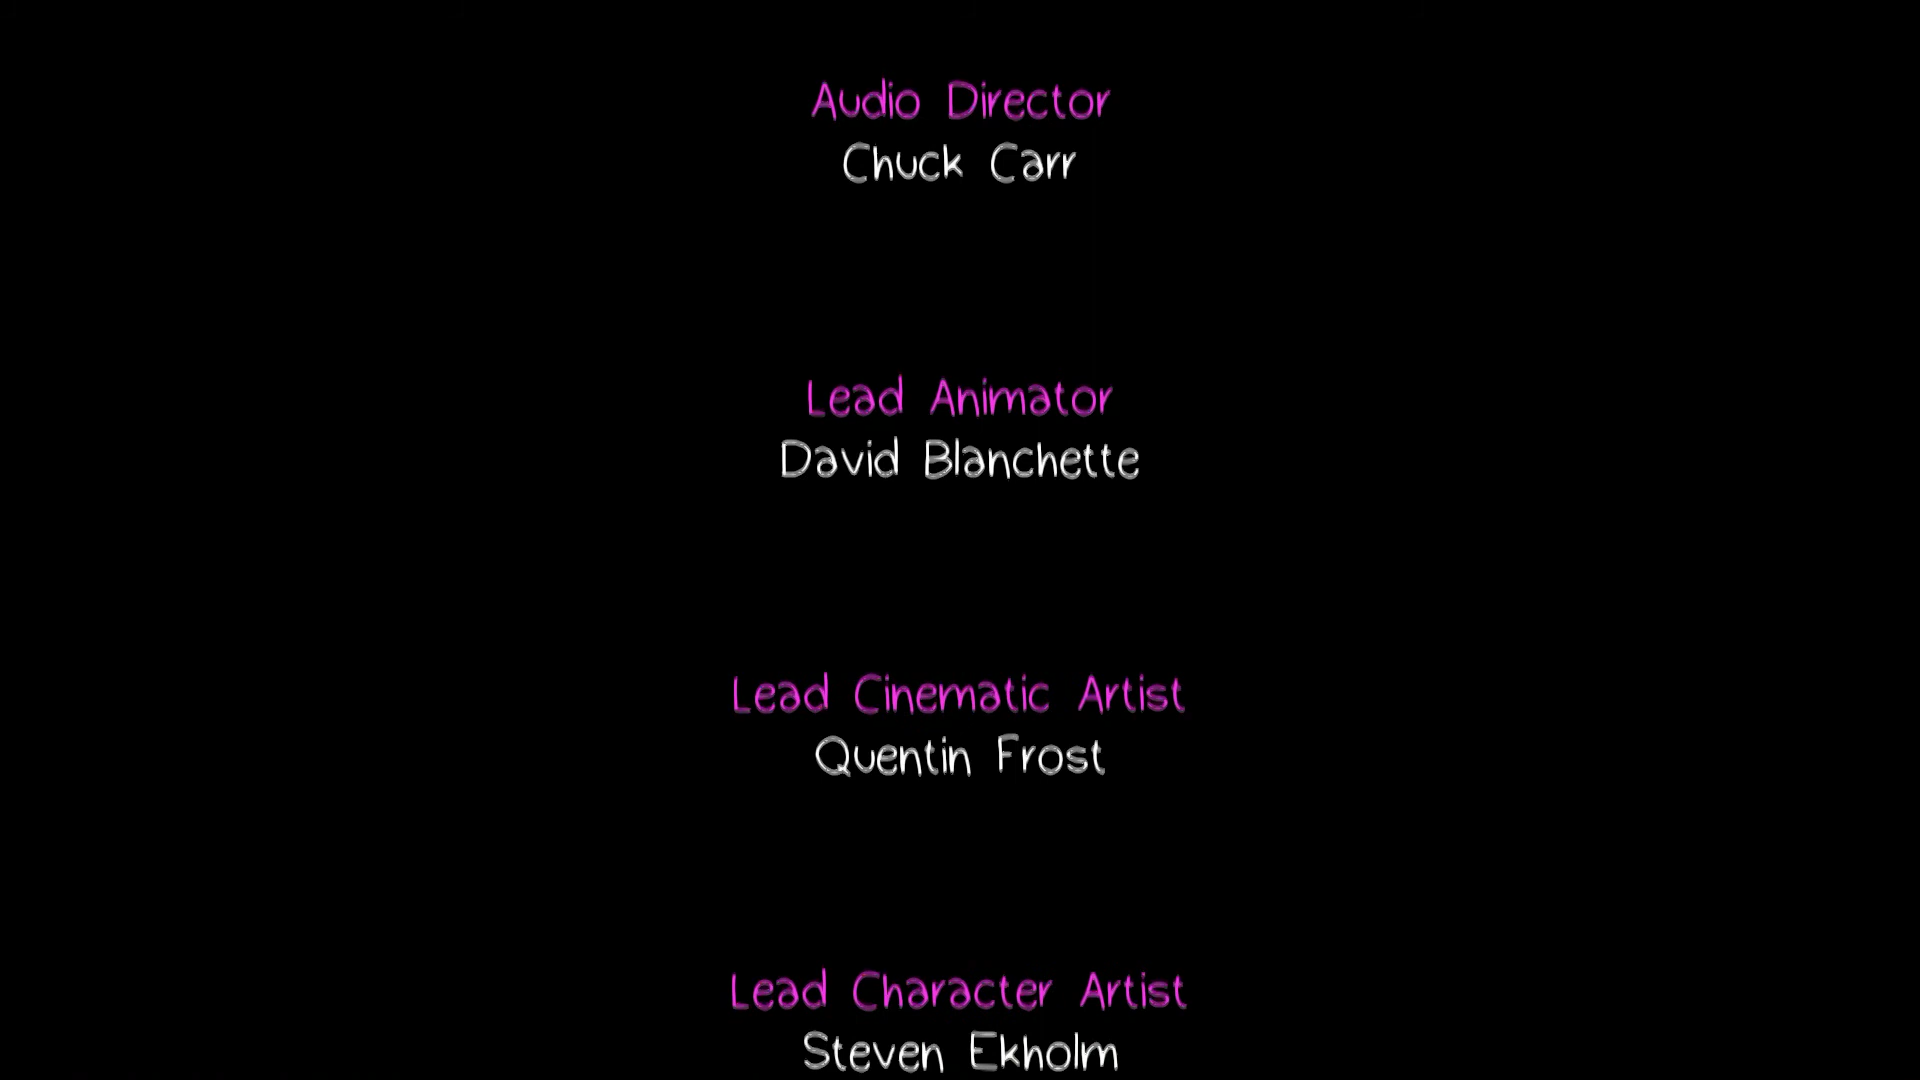 Audio Director
Chuck Carr
Lead Animator
David Blanchette
Lead Cinematic Artist
Quentin Frost
Lead Character Artist
Steven Ekholm